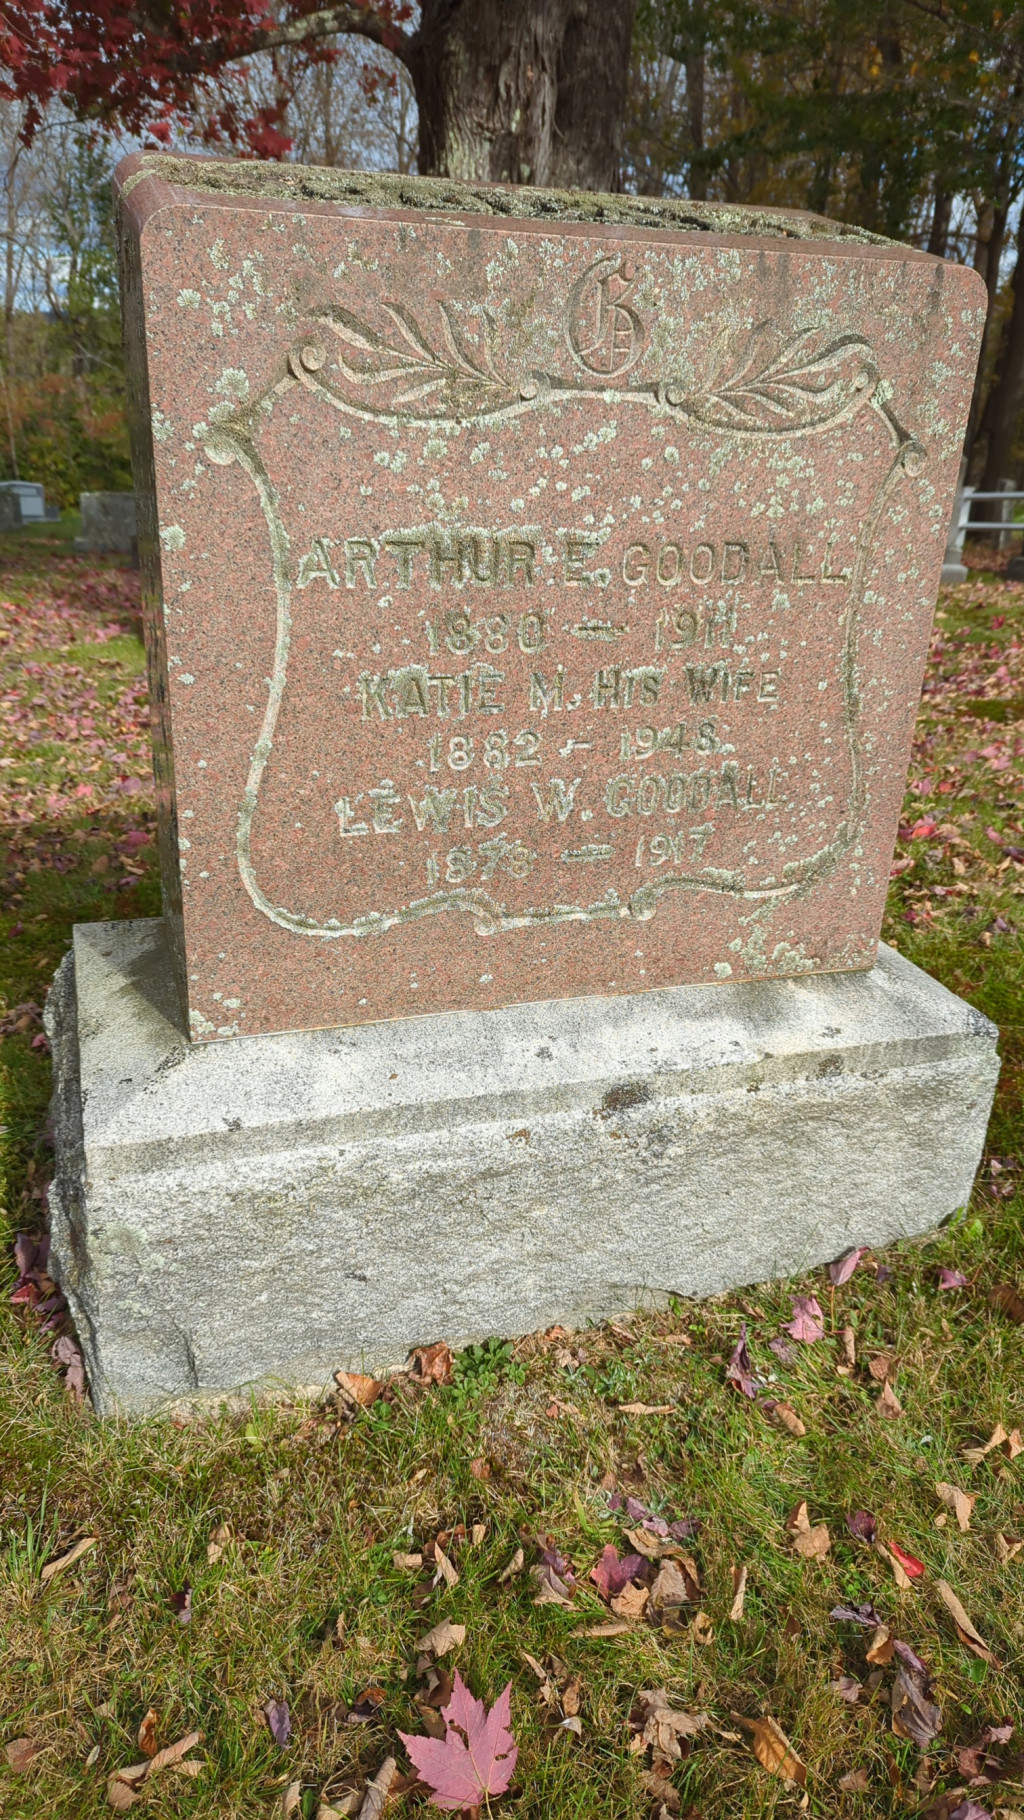 G
ARTHUR E. GOODALL
1880 — 1911
KATIE M. HIS WIFE
1882 - 1948
LEWIS W. GOODALL
1878 — 1917